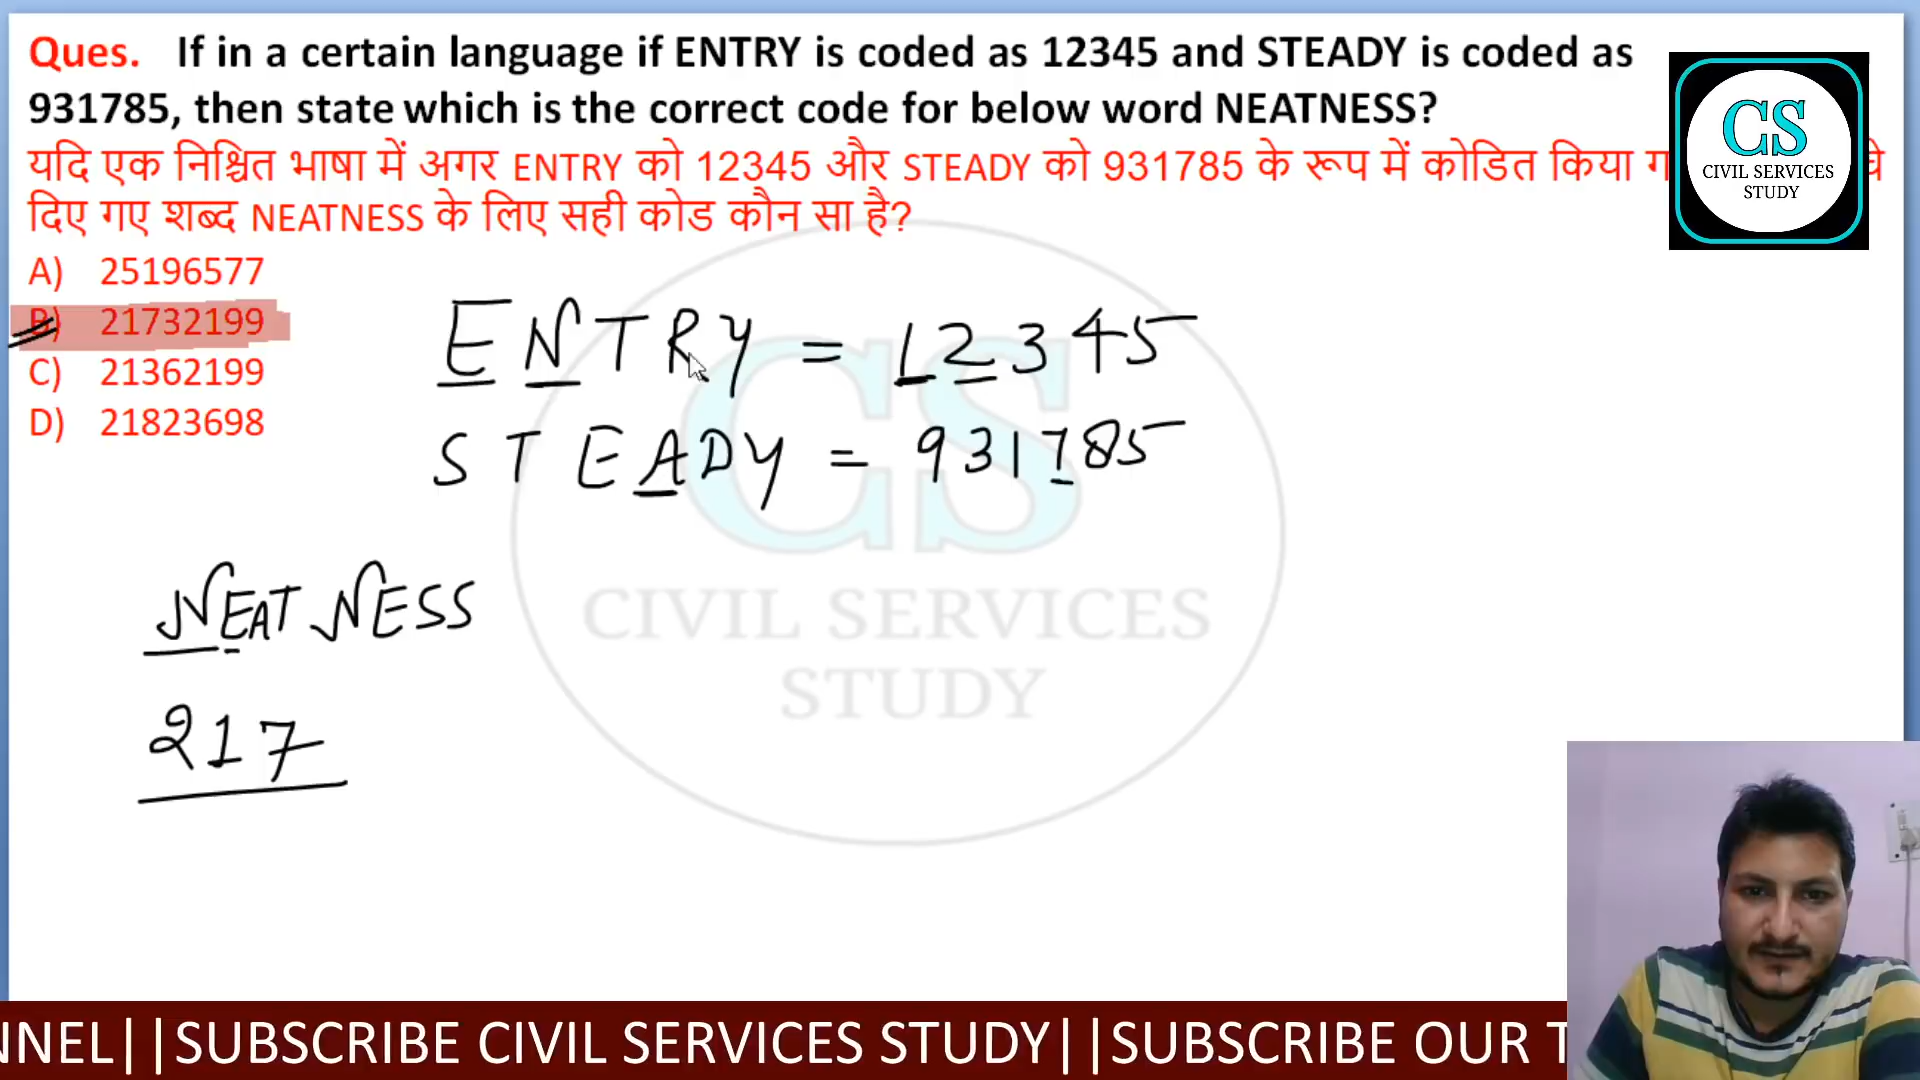 Ques. If in a certain language if ENTRY is coded as 12345 and STEADY is coded as
931785, then state which is the correct code for below word NEATNESS?
यदि एक निश्चित भाषा में अगर ENTRY को 12345 और STEADY को 931785 के रूप में कोडित किया
दिए गए शब्द NEATNESS के लिए सही कोड कौन सा है?
A) 25196577
B) 21732199
C) 21362199
D) 21823698
CS
CIVIL SERVICES
STUDY
ENTRY = 12345
STEADY = 931785
NEATNESS
217
CS
CIVIL SERVICES
STUDY
NNEL||SUBSCRIBE CIVIL SERVICES STUDY||SUBSCRIBE OUR T